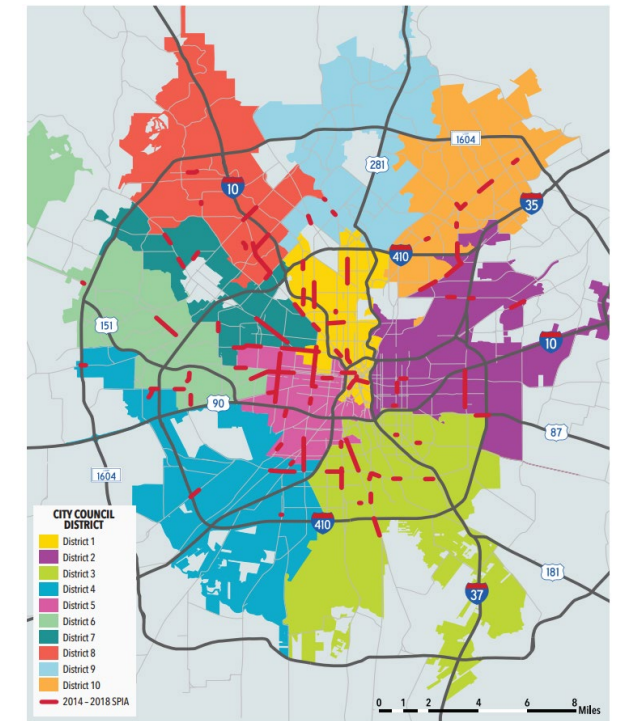 1604
281
10
35
410
151
10
90
87
1604
CITY COUNCIL
DISTRICT
District 1
District 2
District 3
District 4
District 5
District 6
District 7
District 8
District 9
District 10
2014 – 2018 SPIA
410
181
37
0 1 2 4 6 8
Miles